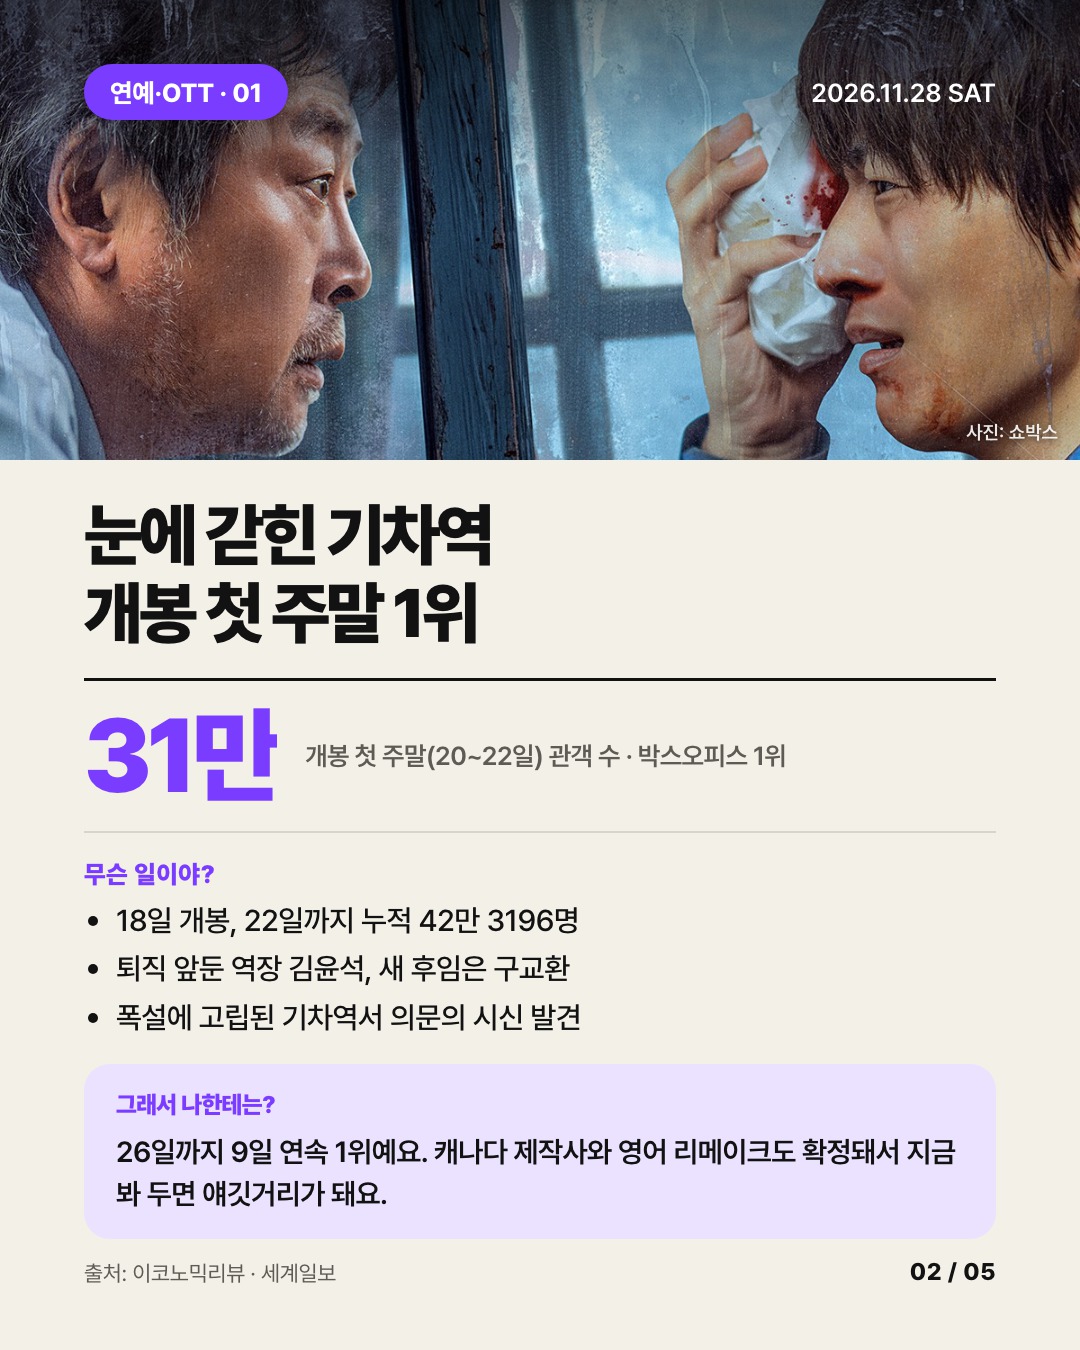 연예·OTT · 01
2026.11.28 SAT
사진: 쇼박스
눈에 갇힌 기차역
개봉 첫 주말 1위
31만
개봉 첫 주말(20~22일) 관객 수 · 박스오피스 1위
무슨 일이야?
• 18일 개봉, 22일까지 누적 42만 3196명
• 퇴직 앞둔 역장 김윤석, 새 후임은 구교환
• 폭설에 고립된 기차역서 의문의 시신 발견
그래서 나한테는?
26일까지 9일 연속 1위예요. 캐나다 제작사와 영어 리메이크도 확정돼서 지금
봐 두면 얘깃거리가 돼요.
출처: 이코노믹리뷰 · 세계일보
02 / 05